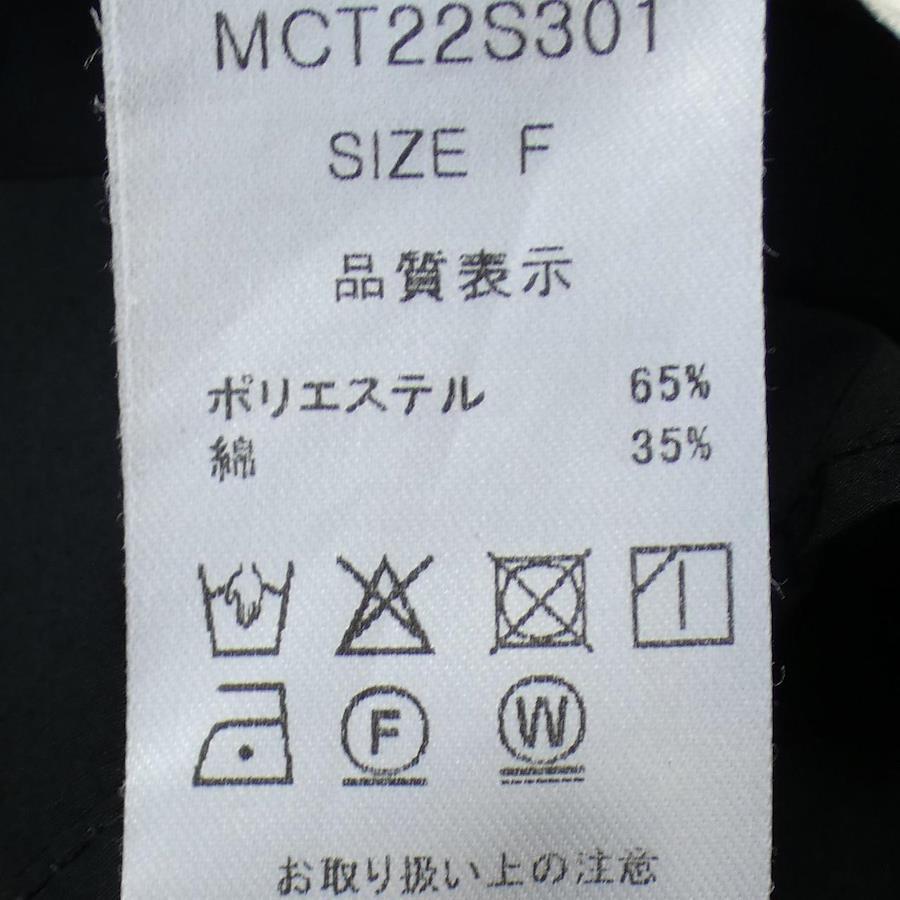 MCT22S301
SIZE F
品質表示
ポリエステル 65%
綿 35%
F W
お取り扱い上の注意